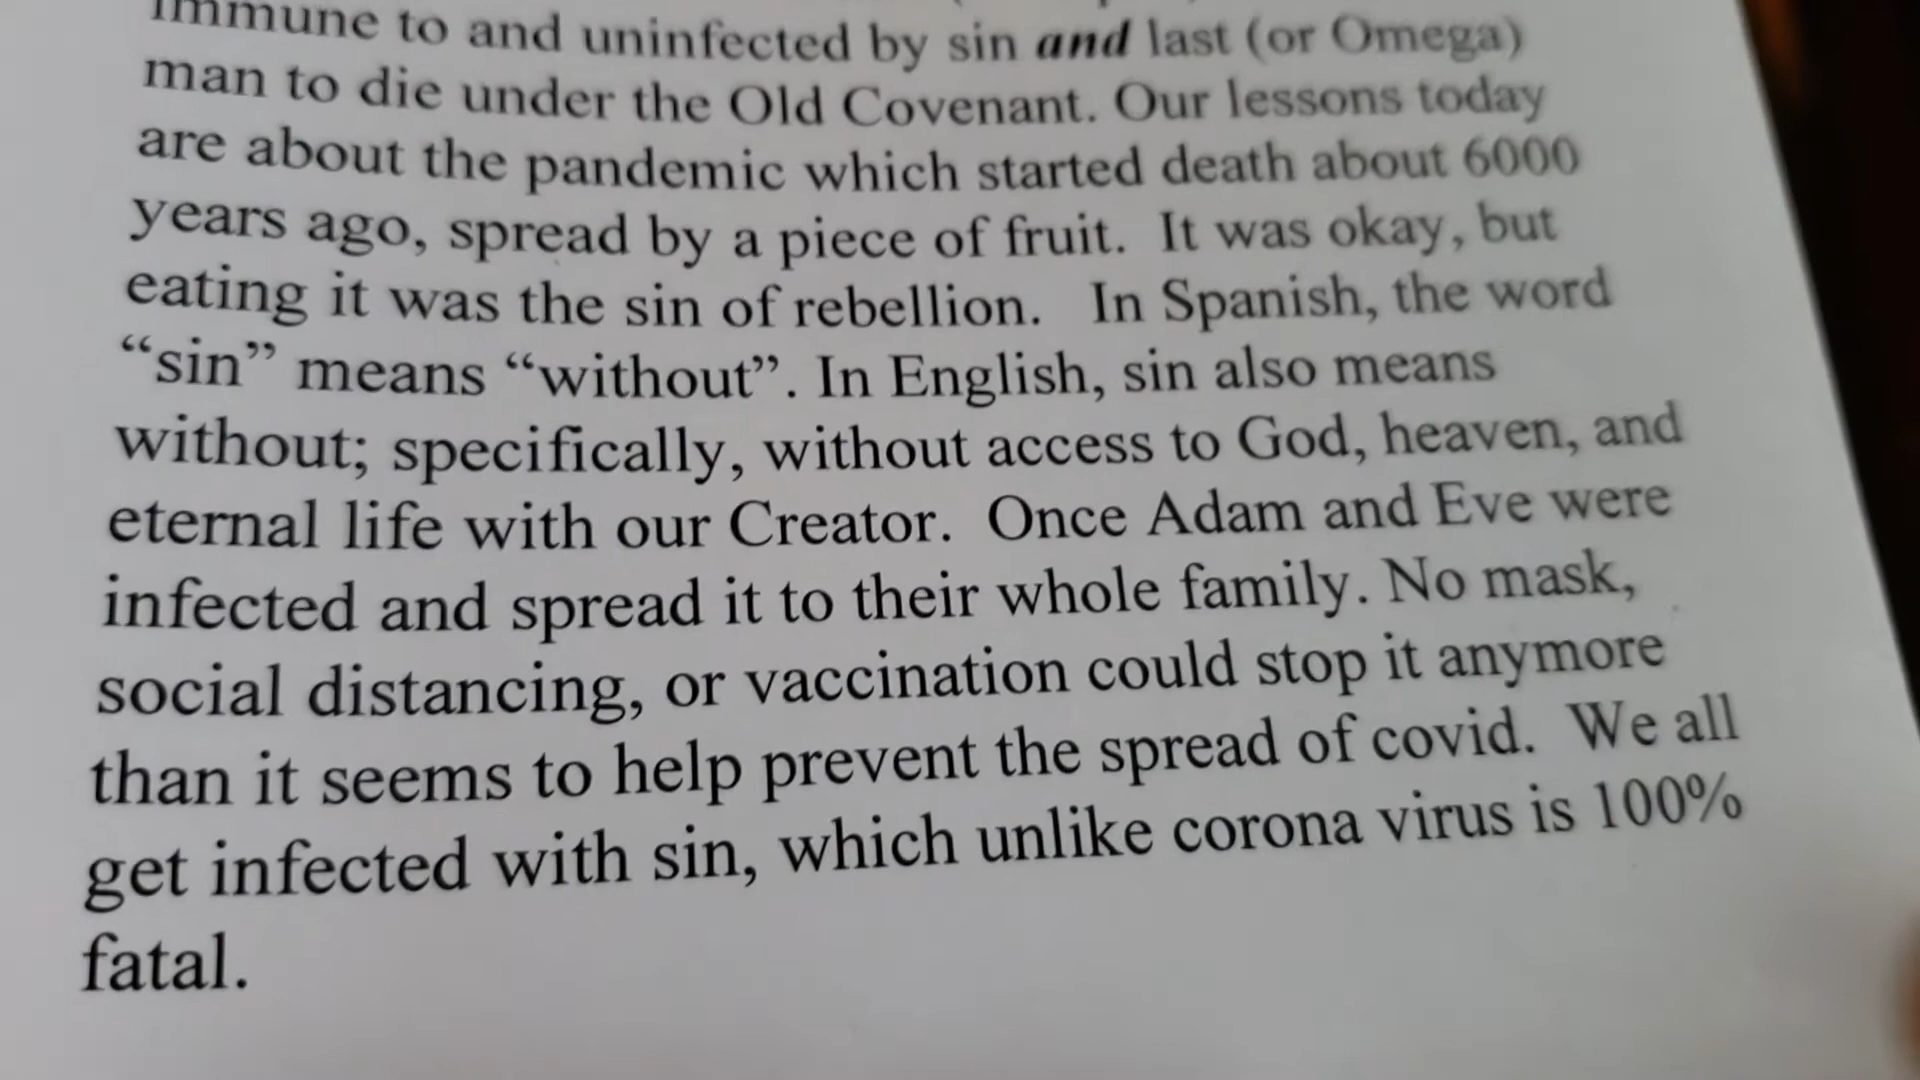 immune to and uninfected by sin and last (or Omega)
man to die under the Old Covenant. Our lessons today
are about the pandemic which started death about 6000
years ago, spread by a piece of fruit. It was okay, but
eating it was the sin of rebellion. In Spanish, the word
“sin” means “without”. In English, sin also means
without; specifically, without access to God, heaven, and
eternal life with our Creator. Once Adam and Eve were
infected and spread it to their whole family. No mask,
social distancing, or vaccination could stop it anymore
than it seems to help prevent the spread of covid. We all
get infected with sin, which unlike corona virus is 100%
fatal.